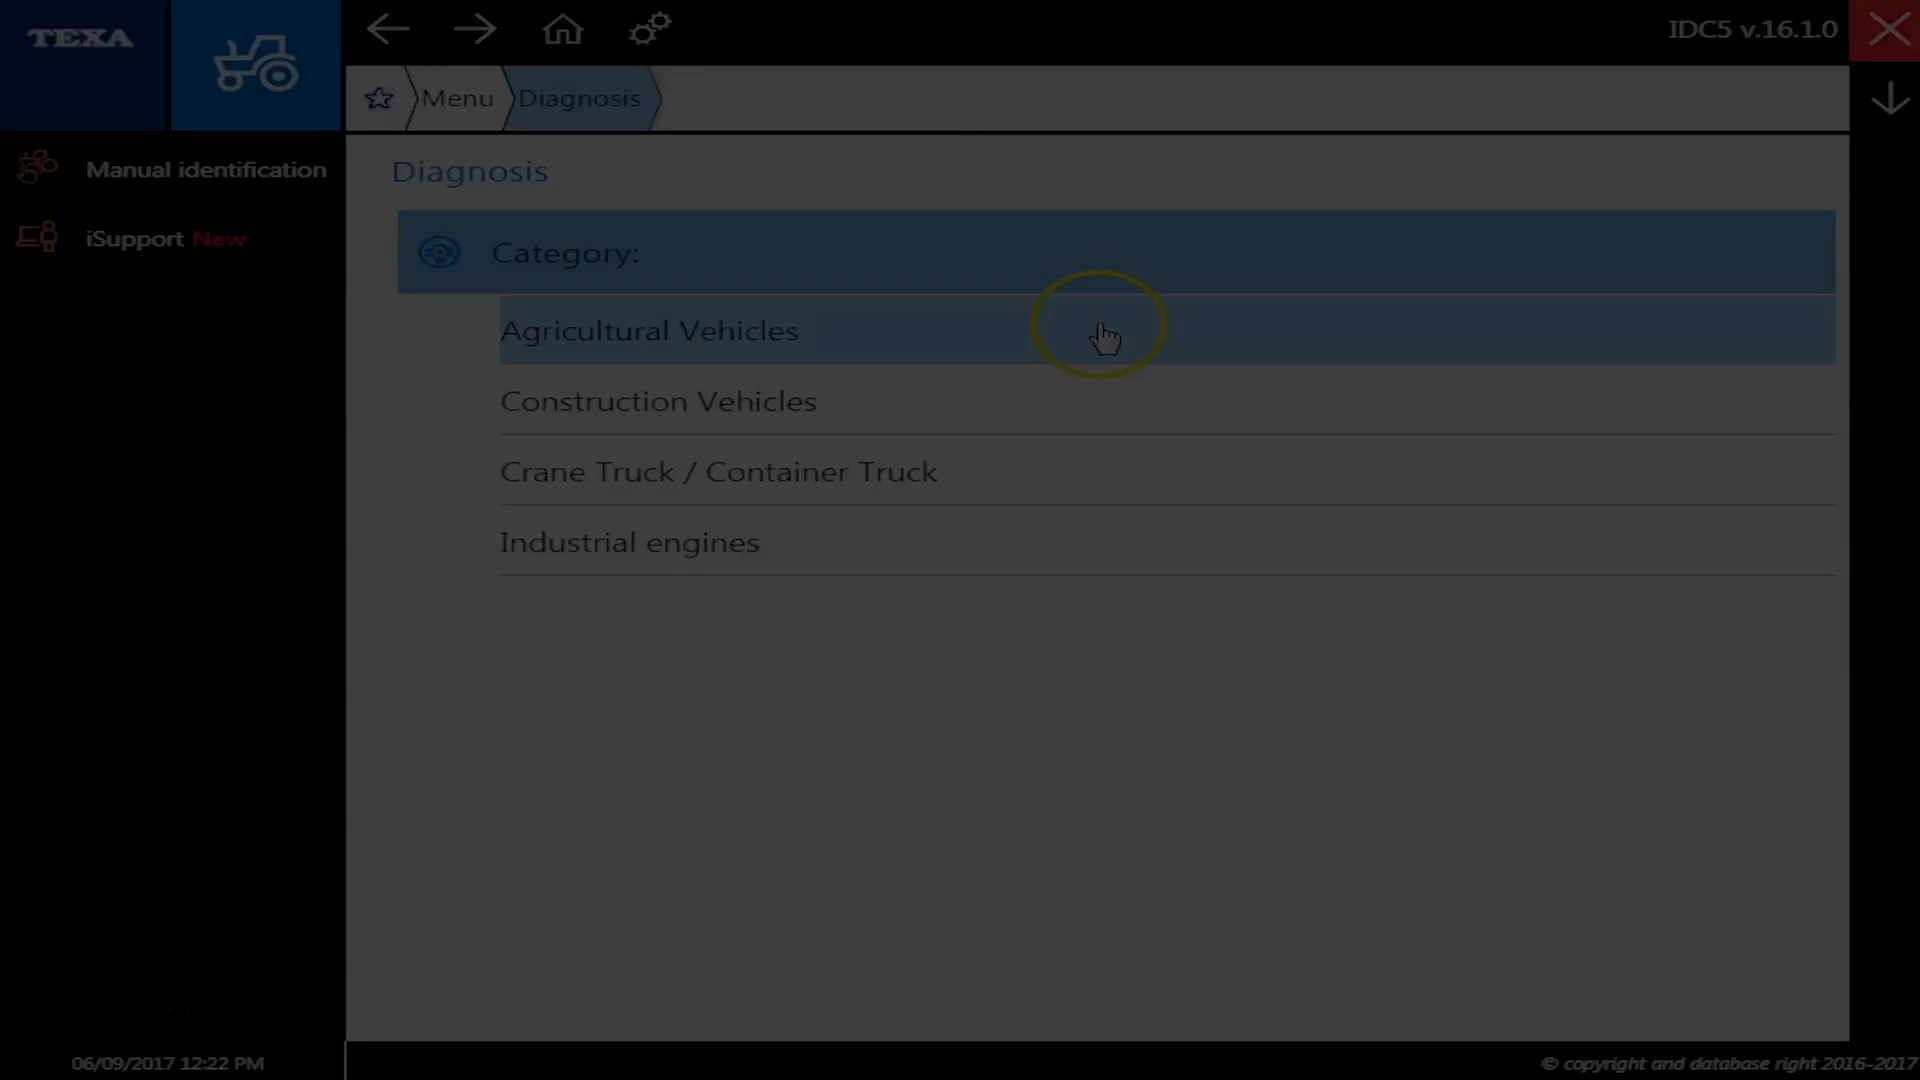 TEXA
IDC5 v.16.1.0
Menu
Diagnosis
Manual identification
iSupport New
Diagnosis
Category:
Agricultural Vehicles
Construction Vehicles
Crane Truck / Container Truck
Industrial engines
06/09/2017 12:22 PM
© copyright and database right 2016-2017